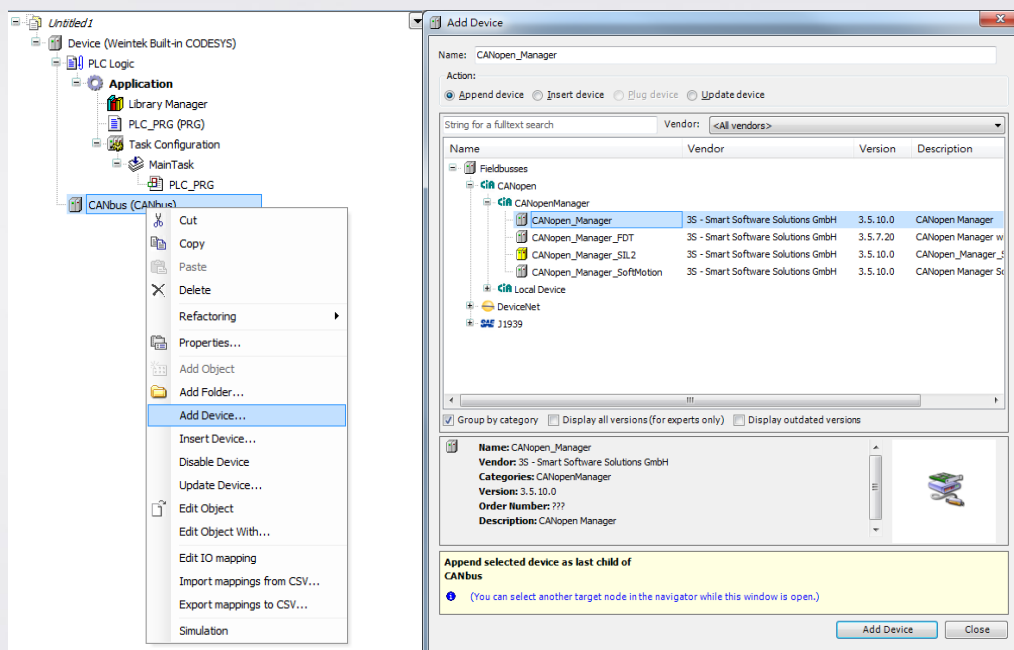 Untitled1
Device (Weintek Built-in CODESYS)
PLC Logic
Application
Library Manager
PLC_PRG (PRG)
Task Configuration
MainTask
PLC_PRG
CANbus (CANbus)
Cut
Copy
Paste
Delete
Refactoring
Properties...
Add Object
Add Folder...
Add Device...
Insert Device...
Disable Device
Update Device...
Edit Object
Edit Object With...
Edit IO mapping
Import mappings from CSV...
Export mappings to CSV...
Simulation
Add Device
Name: CANopen_Manager
Action:
Append device Insert device Plug device Update device
String for a fulltext search Vendor: <All vendors>
Name Vendor Version Description
Fieldbusses
CiA CANopen
CiA CANopenManager
CANopen_Manager 3S - Smart Software Solutions GmbH 3.5.10.0 CANopen Manager
CANopen_Manager_FDT 3S - Smart Software Solutions GmbH 3.5.7.20 CANopen Manager w
CANopen_Manager_SIL2 3S - Smart Software Solutions GmbH 3.5.10.0 CANopen_Manager_S
CANopen_Manager_SoftMotion 3S - Smart Software Solutions GmbH 3.5.10.0 CANopen Manager So
CiA Local Device
DeviceNet
SAE J1939
Group by category Display all versions (for experts only) Display outdated versions
Name: CANopen_Manager
Vendor: 3S - Smart Software Solutions GmbH
Categories: CANopenManager
Version: 3.5.10.0
Order Number: ???
Description: CANopen Manager
Append selected device as last child of
CANbus
(You can select another target node in the navigator while this window is open.)
Add Device Close